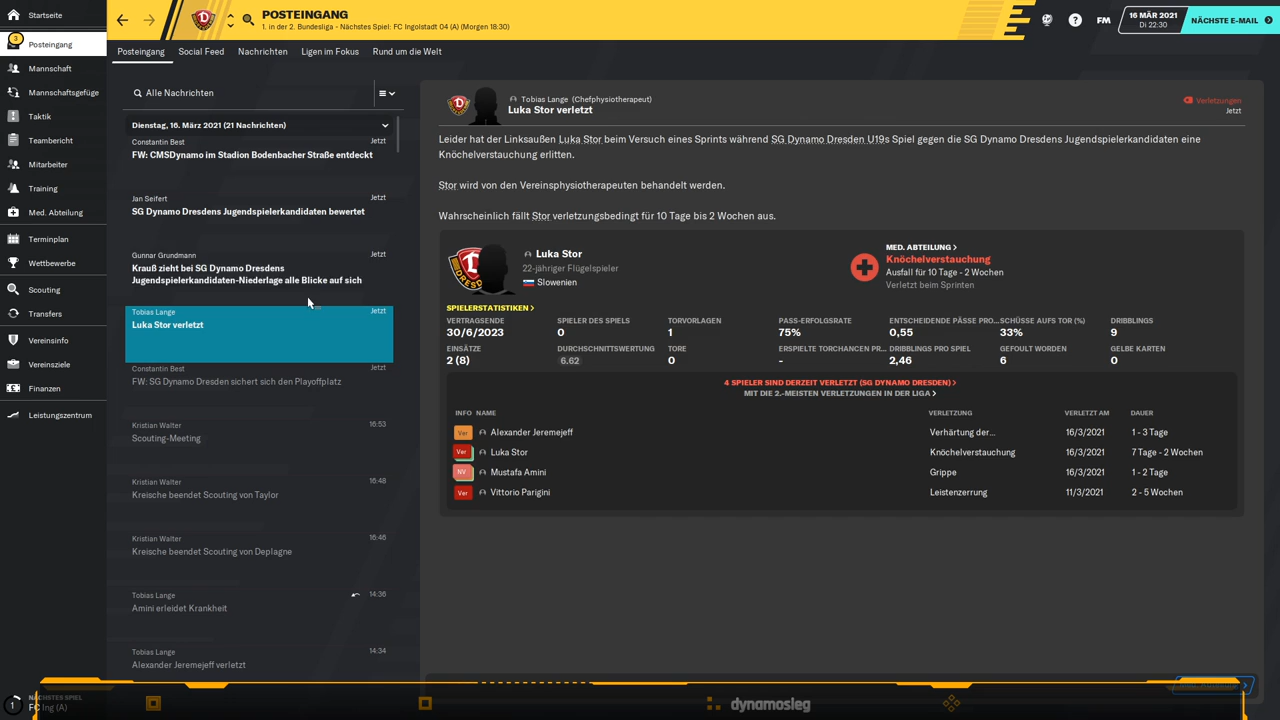 Startseite
3
Posteingang
Mannschaft
Mannschaftsgefüge
Taktik
Teambericht
Mitarbeiter
Training
Med. Abteilung
Terminplan
Wettbewerbe
Scouting
Transfers
Vereinsinfo
Vereinsziele
Finanzen
Leistungszentrum
1
NÄCHSTES SPIEL
FC Ing (A)
POSTEINGANG
1. in der 2. Bundesliga - Nächstes Spiel: FC Ingolstadt 04 (A) (Morgen 18:30)
FM
16 MÄR 2021
Di 22:30
NÄCHSTE E-MAIL
Posteingang Social Feed Nachrichten Ligen im Fokus Rund um die Welt
Alle Nachrichten
Dienstag, 16. März 2021 (21 Nachrichten)
Constantin Best Jetzt
FW: CMSDynamo im Stadion Bodenbacher Straße entdeckt
Jan Seifert Jetzt
SG Dynamo Dresdens Jugendspielerkandidaten bewertet
Gunnar Grundmann Jetzt
Krauß zieht bei SG Dynamo Dresdens
Jugendspielerkandidaten-Niederlage alle Blicke auf sich
Tobias Lange Jetzt
Luka Stor verletzt
Constantin Best Jetzt
FW: SG Dynamo Dresden sichert sich den Playoffplatz
Kristian Walter 16:53
Scouting-Meeting
Kristian Walter 16:48
Kreische beendet Scouting von Taylor
Kristian Walter 16:46
Kreische beendet Scouting von Deplagne
Tobias Lange 14:36
Amini erleidet Krankheit
Tobias Lange 14:34
Alexander Jeremejeff verletzt
Tobias Lange (Chefphysiotherapeut)
Luka Stor verletzt
Verletzungen
Jetzt
Leider hat der Linksaußen Luka Stor beim Versuch eines Sprints während SG Dynamo Dresden U19s Spiel gegen die SG Dynamo Dresdens Jugendspielerkandidaten eine
Knöchelverstauchung erlitten.
Stor wird von den Vereinsphysiotherapeuten behandelt werden.
Wahrscheinlich fällt Stor verletzungsbedingt für 10 Tage bis 2 Wochen aus.
Luka Stor
22-jähriger Flügelspieler
Slowenien
MED. ABTEILUNG
Knöchelverstauchung
Ausfall für 10 Tage - 2 Wochen
Verletzt beim Sprinten
SPIELERSTATISTIKEN
VERTRAGSENDE SPIELER DES SPIELS TORVORLAGEN PASS-ERFOLGSRATE ENTSCHEIDENDE PÄSSE PRO... SCHÜSSE AUFS TOR (%) DRIBBLINGS
30/6/2023 0 1 75% 0,55 33% 9
EINSÄTZE DURCHSCHNITTSWERTUNG TORE ERSPIELTE TORCHANCEN PR... DRIBBLINGS PRO SPIEL GEFOULT WORDEN GELBE KARTEN
2 (8) 6.62 0 - 2,46 6 0
4 SPIELER SIND DERZEIT VERLETZT (SG DYNAMO DRESDEN)
MIT DIE 2.-MEISTEN VERLETZUNGEN IN DER LIGA
INFO NAME VERLETZUNG VERLETZT AM DAUER
Ver Alexander Jeremejeff Verhärtung der... 16/3/2021 1 - 3 Tage
Ver Luka Stor Knöchelverstauchung 16/3/2021 7 Tage - 2 Wochen
NV Mustafa Amini Grippe 16/3/2021 1 - 2 Tage
Ver Vittorio Parigini Leistenzerrung 11/3/2021 2 - 5 Wochen
dynamosleg